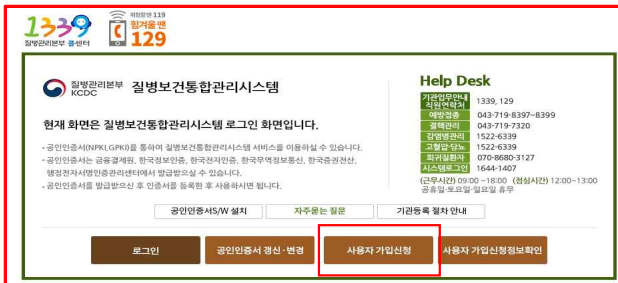 1339
질병관리본부 콜센터
위험할땐 119
힘겨울땐
129
질병관리본부
KCDC
질병보건통합관리시스템
현재 화면은 질병보건통합관리시스템 로그인 화면입니다.
- 공인인증서(NPKI,GPKI)를 통하여 질병보건통합관리시스템 서비스를 이용하실 수 있습니다.
- 공인인증서는 금융결제원, 한국정보인증, 한국전자인증, 한국무역정보통신, 한국증권전산,
행정전자서명인증관리센터에서 발급받으실 수 있습니다.
- 공인인증서를 발급받으신 후 인증서를 등록한 후 사용하시면 됩니다.
Help Desk
기관업무안내
직원연락처 1339, 129
예방접종 043-719-8397~8399
결핵관리 043-719-7320
감염병관리 1522-6339
고혈압·당뇨 1522-6339
희귀질환자 070-8680-3127
시스템로그인 1644-1407
(근무시간) 09:00 ~18:00 (점심시간) 12:00~13:00
공휴일·토요일·일요일 휴무
공인인증서S/W 설치
자주묻는 질문
기관등록 절차 안내
로그인
공인인증서 갱신·변경
사용자 가입신청
사용자 가입신청정보확인